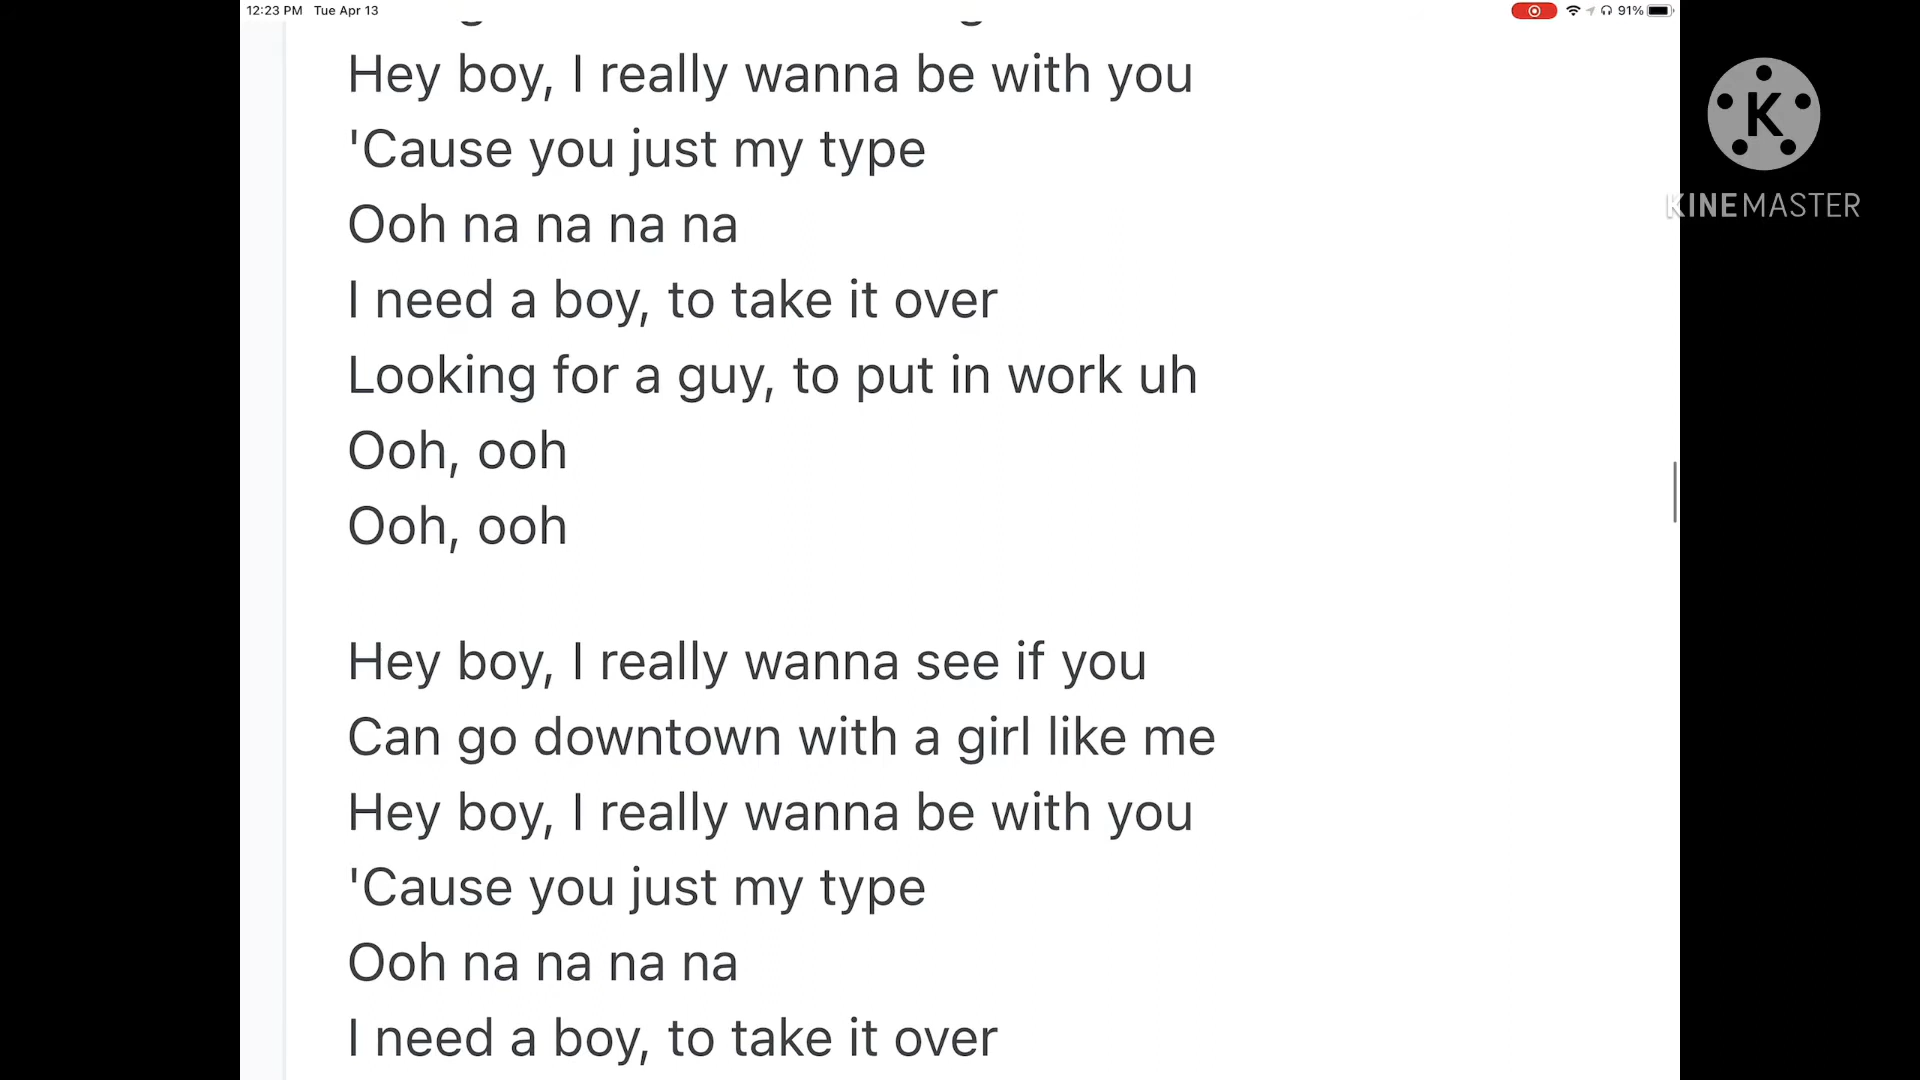 12:23 PM Tue Apr 13
91%
Hey boy, I really wanna be with you
'Cause you just my type
Ooh na na na na
I need a boy, to take it over
Looking for a guy, to put in work uh
Ooh, ooh
Ooh, ooh
Hey boy, I really wanna see if you
Can go downtown with a girl like me
Hey boy, I really wanna be with you
'Cause you just my type
Ooh na na na na
I need a boy, to take it over
K
KINEMASTER